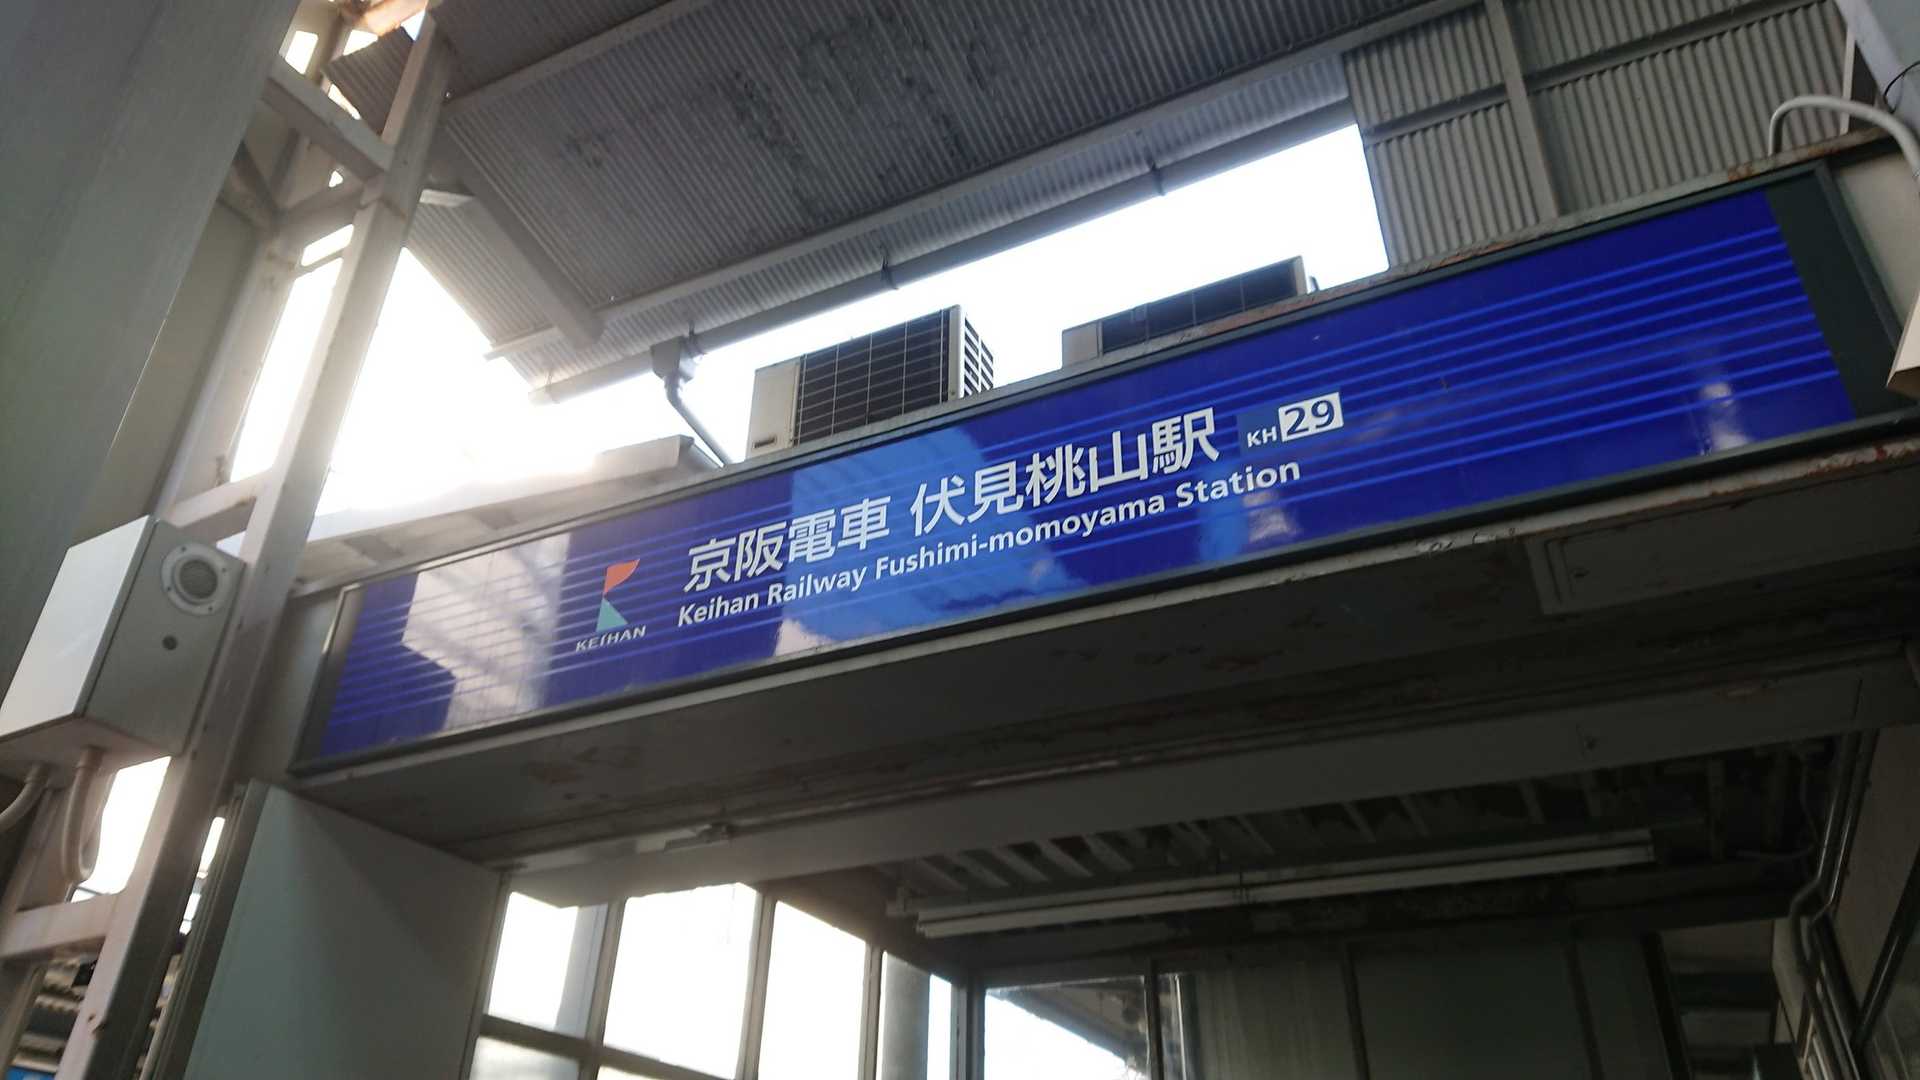 京阪電車 伏見桃山駅 KH29
Keihan Railway Fushimi-momoyama Station
KEIHAN